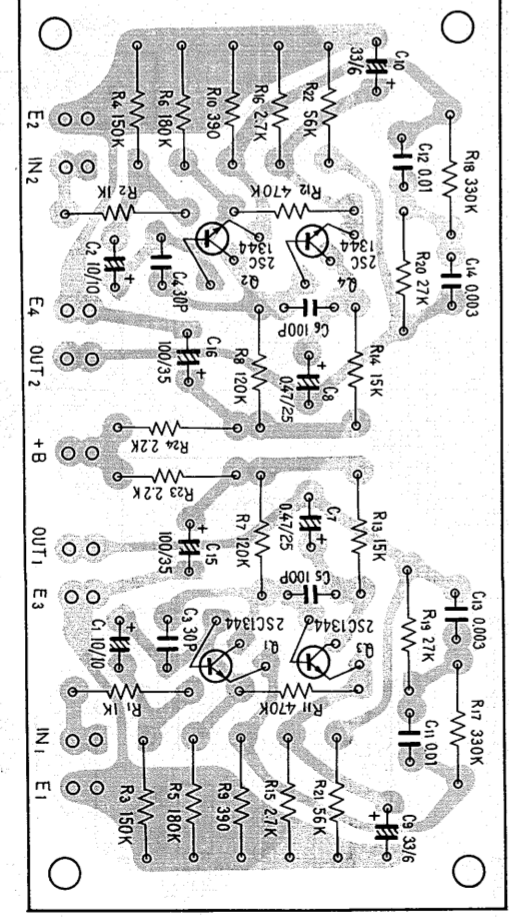 C10 33/6
R22 56K
R16 2.7K
R10 390
R6 180K
R4 150K
E2
IN2
R2 1K
R12 470K
C12 0.01
R18 330K
R20 27K
C14 0.003
2SC 1344
Q4
2SC 1344
Q2
C2 10/10
C4 30P
C6 100P
E4
OUT2
C16 100/35
R8 120K
C8 0.47/25
R14 15K
R24 2.2K
+B
R23 2.2K
R7 120K
C7 0.47/25
R13 15K
OUT1
C15 100/35
C5 100P
E3
C1 10/10
C3 30P
2SC1344
Q1
2SC1344
Q3
R19 27K
C13 0.003
R1 1K
R11 470K
C11 0.01
R17 330K
IN1
E1
R3 150K
R5 180K
R9 390
R15 2.7K
R21 56K
C9 33/6
+
+
+
+
+
+
+
+